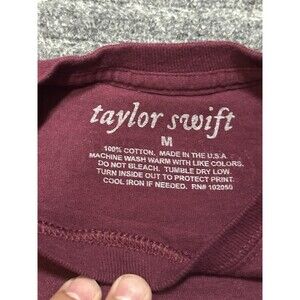 taylor swift
M
100% COTTON. MADE IN THE U.S.A
MACHINE WASH WARM WITH LIKE COLORS.
DO NOT BLEACH. TUMBLE DRY LOW.
TURN INSIDE OUT TO PROTECT PRINT.
COOL IRON IF NEEDED. RN# 102050